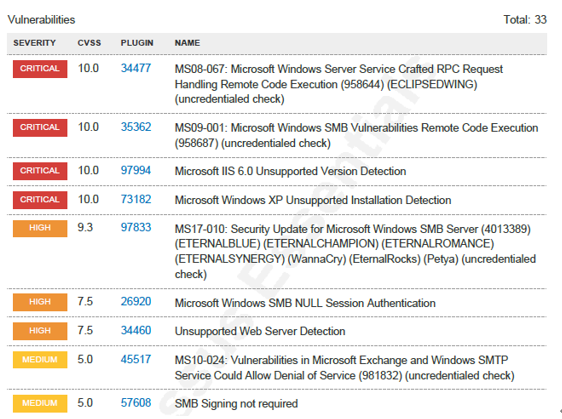 Vulnerabilities Total: 33
SEVERITY CVSS PLUGIN NAME
CRITICAL 10.0 34477 MS08-067: Microsoft Windows Server Service Crafted RPC Request
Handling Remote Code Execution (958644) (ECLIPSEDWING)
(uncredentialed check)
CRITICAL 10.0 35362 MS09-001: Microsoft Windows SMB Vulnerabilities Remote Code Execution
(958687) (uncredentialed check)
CRITICAL 10.0 97994 Microsoft IIS 6.0 Unsupported Version Detection
CRITICAL 10.0 73182 Microsoft Windows XP Unsupported Installation Detection
HIGH 9.3 97833 MS17-010: Security Update for Microsoft Windows SMB Server (4013389)
(ETERNALBLUE) (ETERNALCHAMPION) (ETERNALROMANCE)
(ETERNALSYNERGY) (WannaCry) (EternalRocks) (Petya) (uncredentialed
check)
HIGH 7.5 26920 Microsoft Windows SMB NULL Session Authentication
HIGH 7.5 34460 Unsupported Web Server Detection
MEDIUM 5.0 45517 MS10-024: Vulnerabilities in Microsoft Exchange and Windows SMTP
Service Could Allow Denial of Service (981832) (uncredentialed check)
MEDIUM 5.0 57608 SMB Signing not required